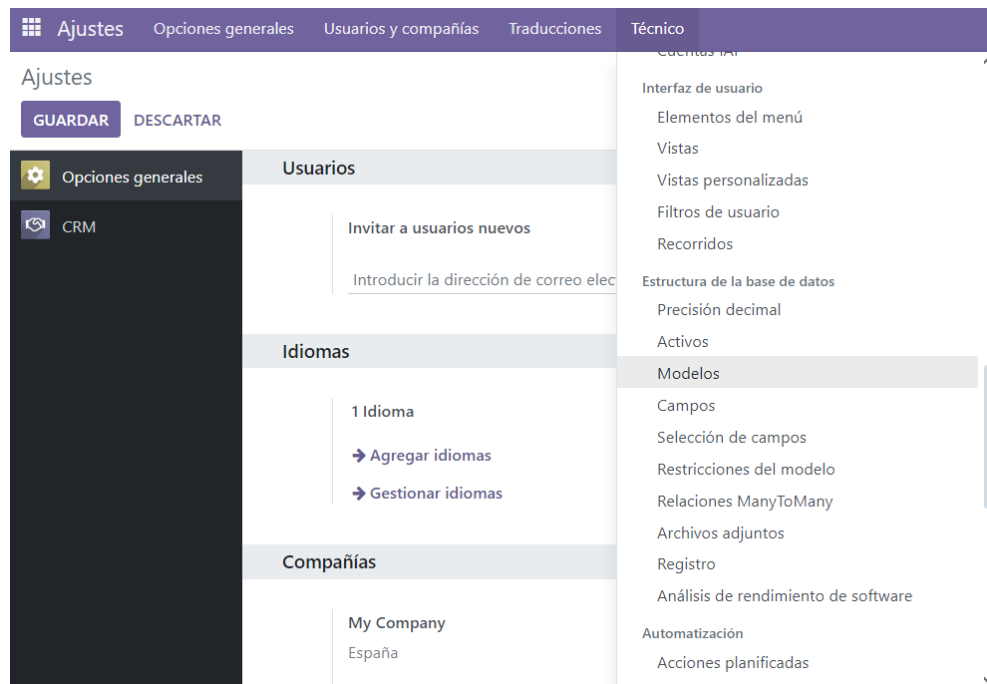 Ajustes Opciones generales Usuarios y compañías Traducciones Técnico
Ajustes
GUARDAR DESCARTAR
Opciones generales
CRM
Usuarios
Invitar a usuarios nuevos
Introducir la dirección de correo elec
Idiomas
1 Idioma
Agregar idiomas
Gestionar idiomas
Compañías
My Company
España
Cuentas IAP
Interfaz de usuario
Elementos del menú
Vistas
Vistas personalizadas
Filtros de usuario
Recorridos
Estructura de la base de datos
Precisión decimal
Activos
Modelos
Campos
Selección de campos
Restricciones del modelo
Relaciones ManyToMany
Archivos adjuntos
Registro
Análisis de rendimiento de software
Automatización
Acciones planificadas